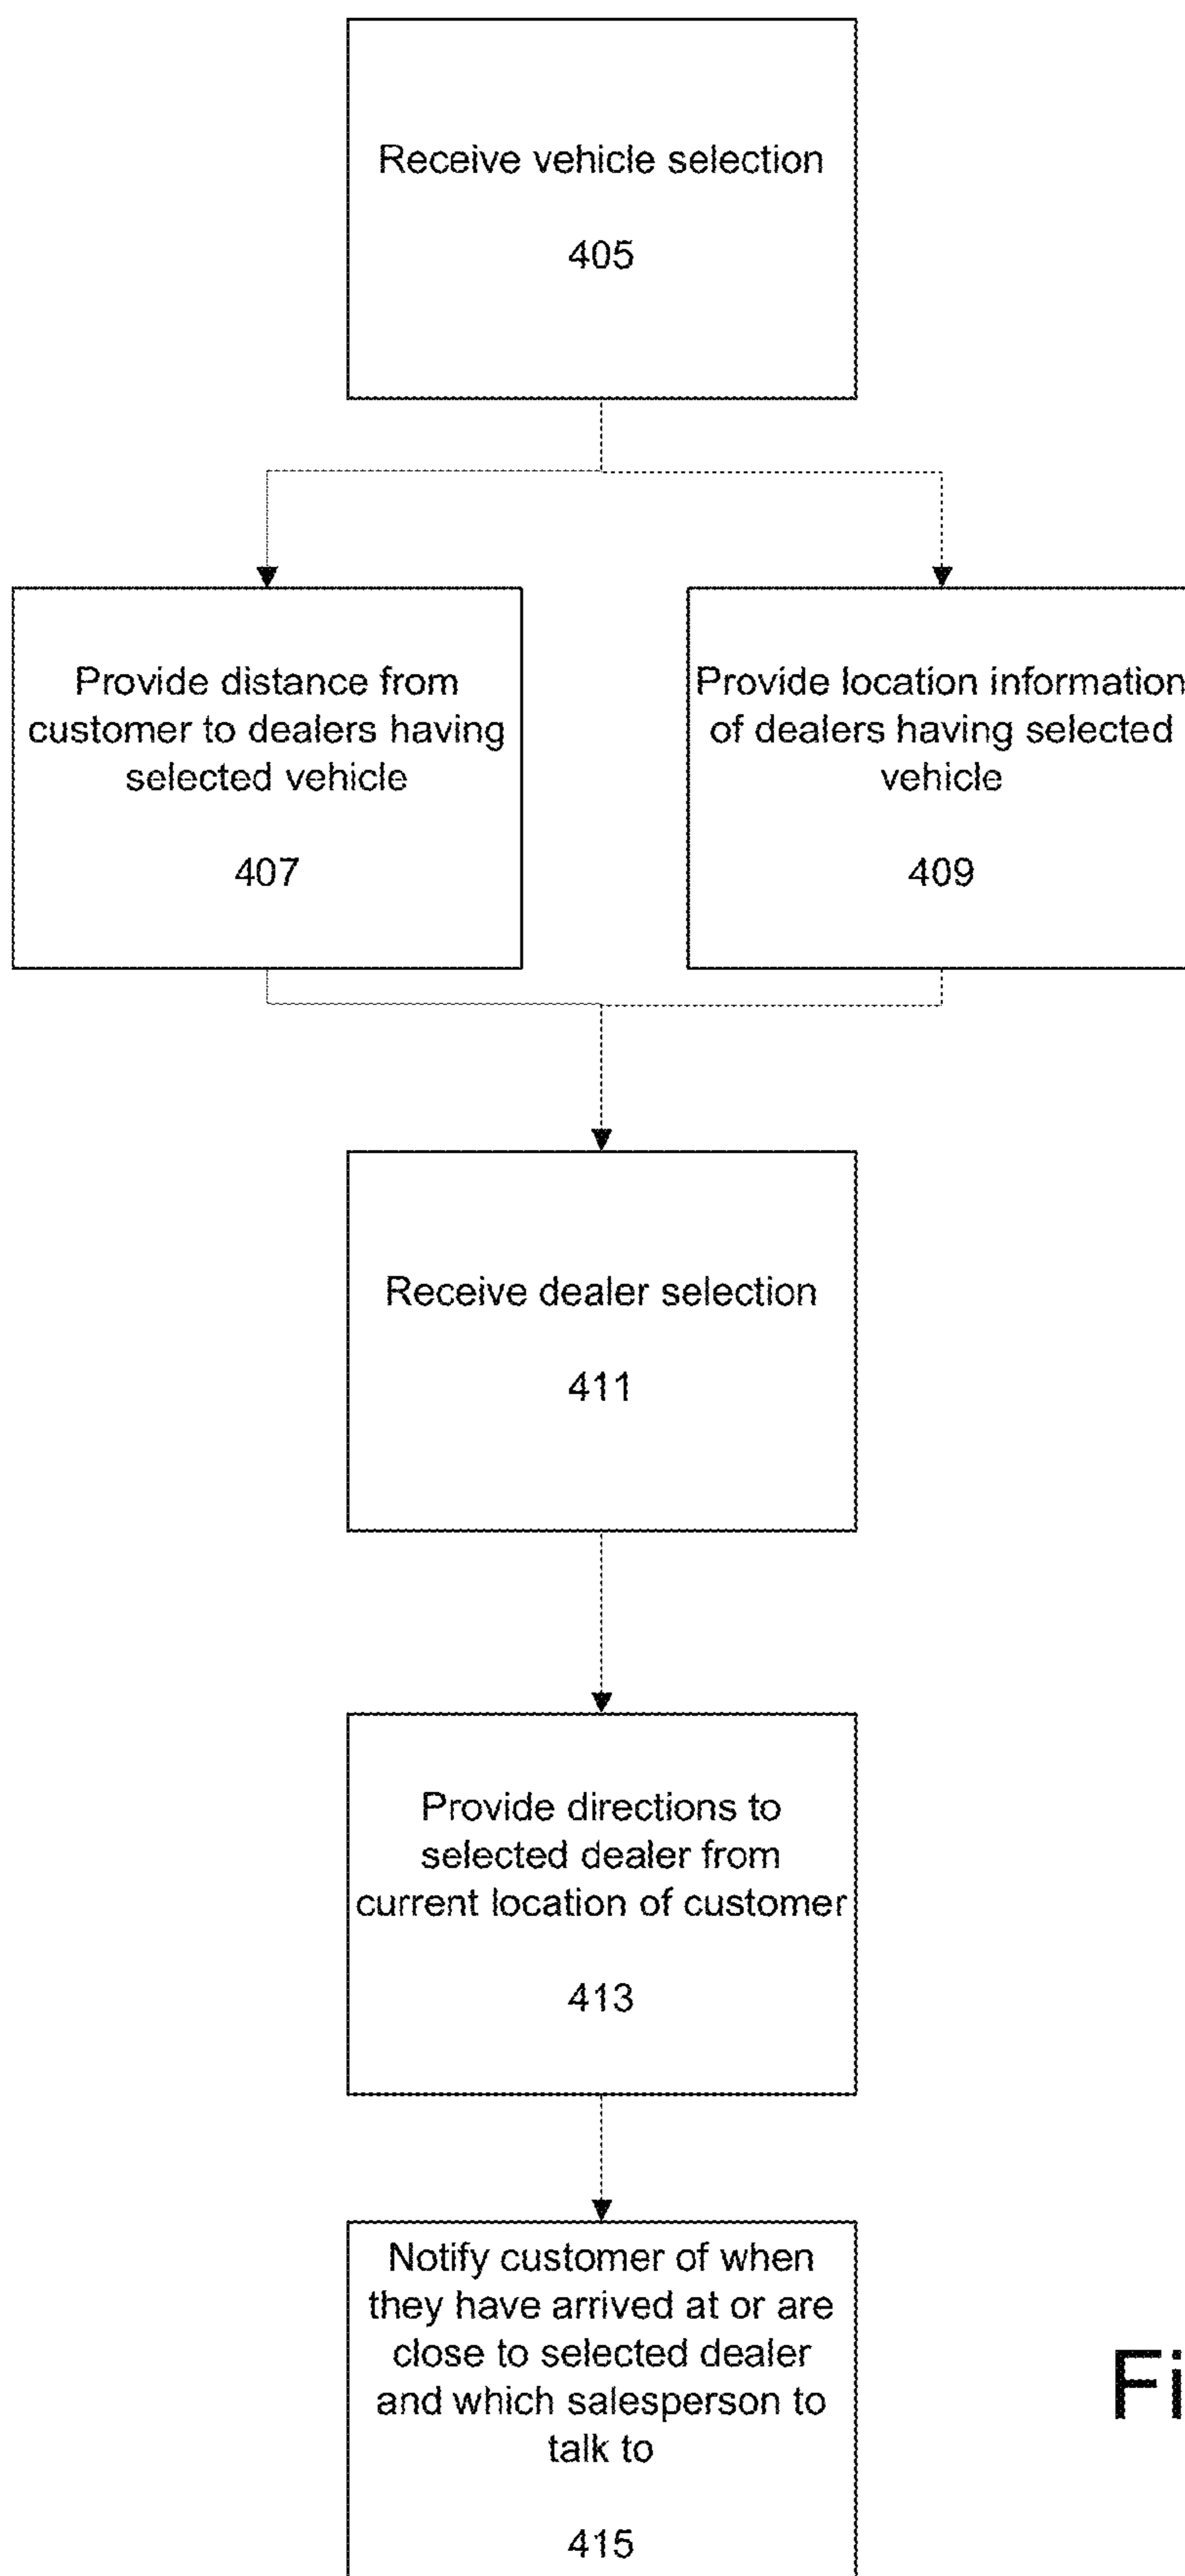 Receive vehicle selection
405
Provide distance from
customer to dealers having
selected vehicle
407
Provide location information
of dealers having selected
vehicle
409
Receive dealer selection
411
Provide directions to
selected dealer from
current location of customer
413
Notify customer of when
they have arrived at or are
close to selected dealer
and which salesperson to
talk to
415
Fi